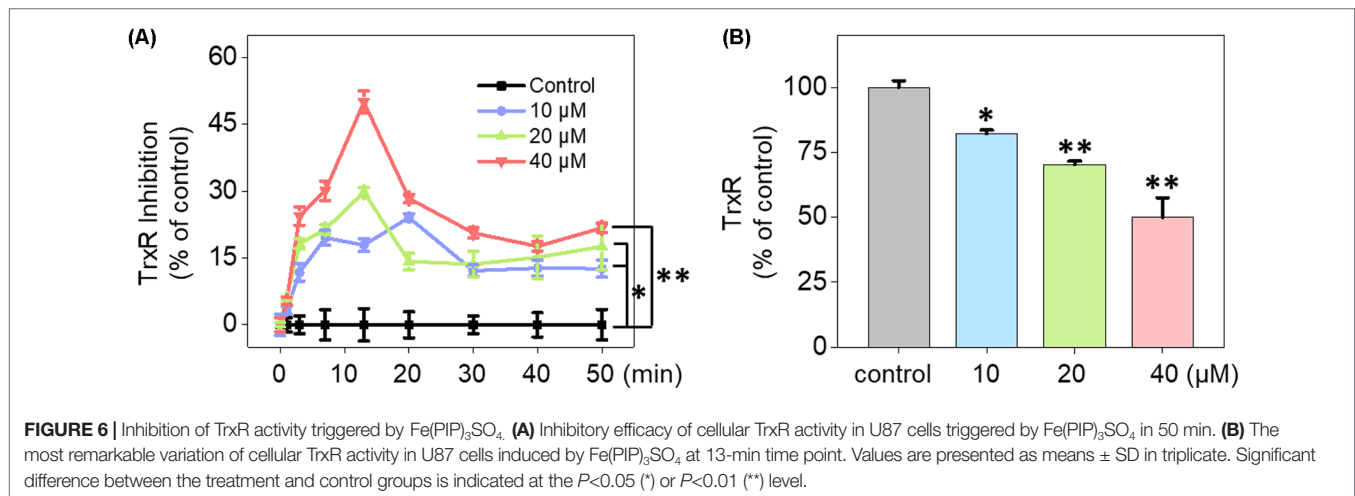 (A)
TrxR Inhibition
(% of control)
60
45
30
15
0
Control
10 μM
20 μM
40 μM
*
**
0 10 20 30 40 50 (min)
(B)
TrxR
(% of control)
100
75
50
25
0
*
**
**
control 10 20 40 (μM)
FIGURE 6 | Inhibition of TrxR activity triggered by Fe(PIP)₃SO₄. (A) Inhibitory efficacy of cellular TrxR activity in U87 cells triggered by Fe(PIP)₃SO₄ in 50 min. (B) The
most remarkable variation of cellular TrxR activity in U87 cells induced by Fe(PIP)₃SO₄ at 13-min time point. Values are presented as means ± SD in triplicate. Significant
difference between the treatment and control groups is indicated at the P<0.05 (*) or P<0.01 (**) level.